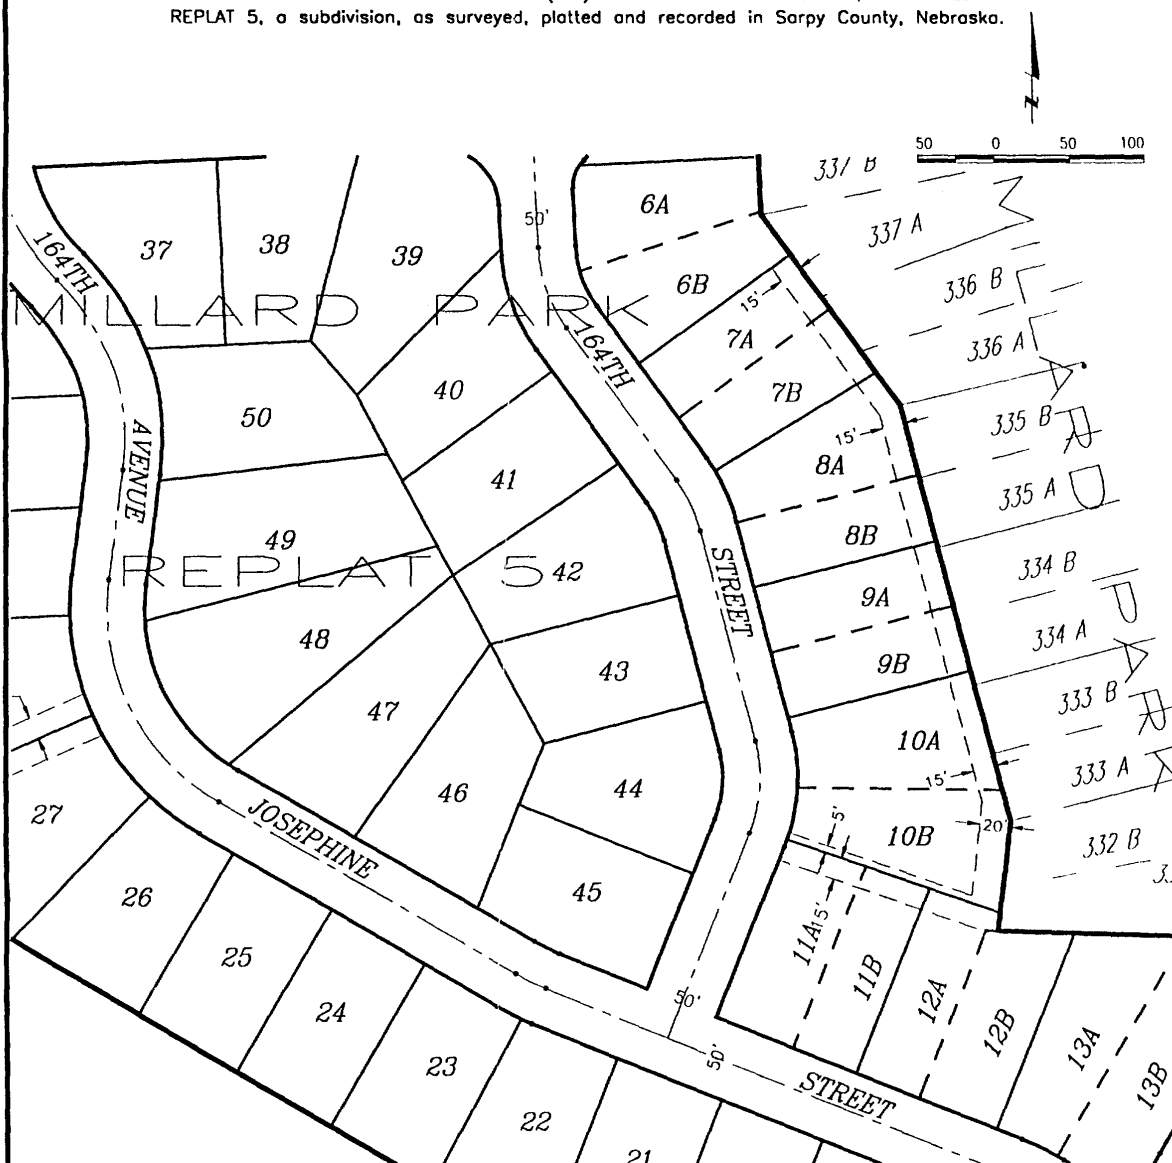 REPLAT 5, a subdivision, as surveyed, platted and recorded in Sarpy County, Nebraska.
N
50 0 50 100
337 B
6A
337 A
37
38
39
50'
164TH
6B
336 B
15'
MILLARD PARK
164TH
7A
336 A
40
7B
50
335 B
AVENUE
15'
8A
41
335 A
8B
49
REPLAT 5
42
334 B
STREET
9A
48
334 A
43
9B
333 B
47
10A
333 A
15'
46
44
27
JOSEPHINE
5'
10B
20'
332 B
MILLARD PARK
45
26
15'
11A
25
11B
12A
50'
24
12B
50'
13A
23
STREET
13B
22
21